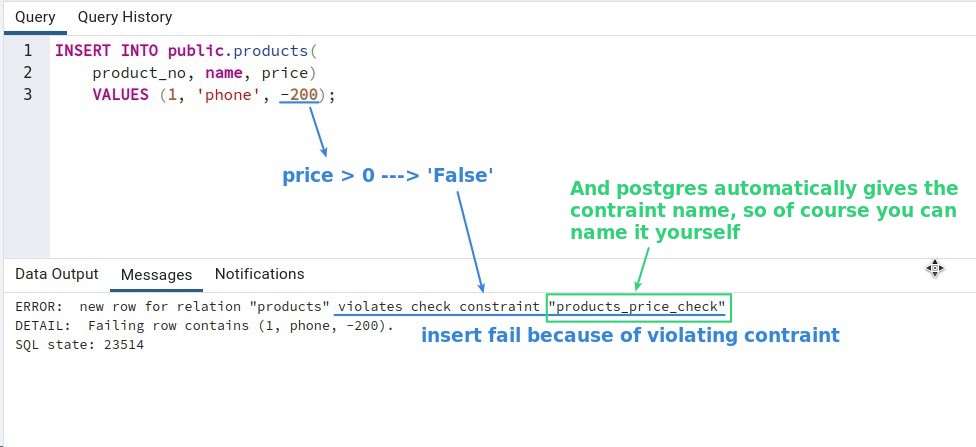 Query Query History
1 INSERT INTO public.products(
2 product_no, name, price)
3 VALUES (1, 'phone', -200);
price > 0 ---> 'False'
And postgres automatically gives the
contraint name, so of course you can
name it yourself
Data Output Messages Notifications
ERROR: new row for relation "products" violates check constraint "products_price_check"
DETAIL: Failing row contains (1, phone, -200).
insert fail because of violating contraint
SQL state: 23514